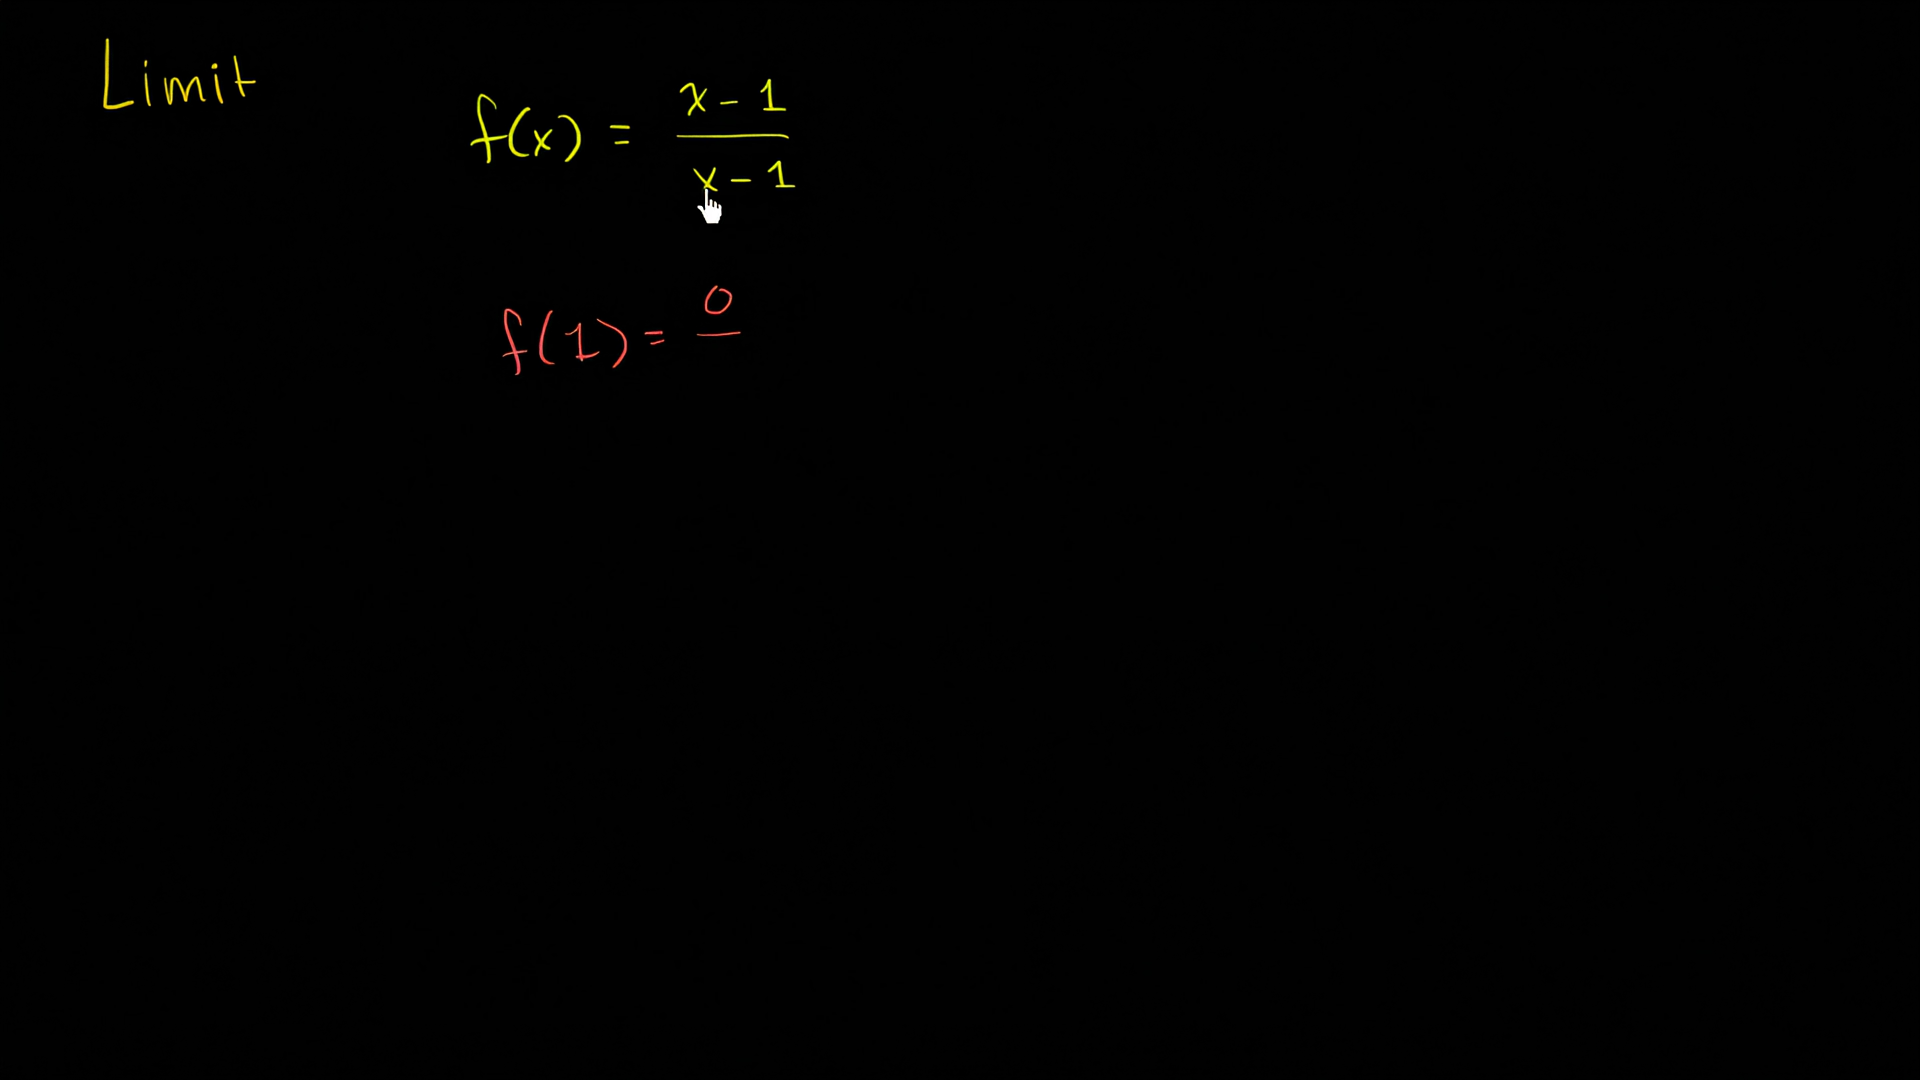 Limit
f(x) = x - 1 / x - 1
f(1) = 0 /